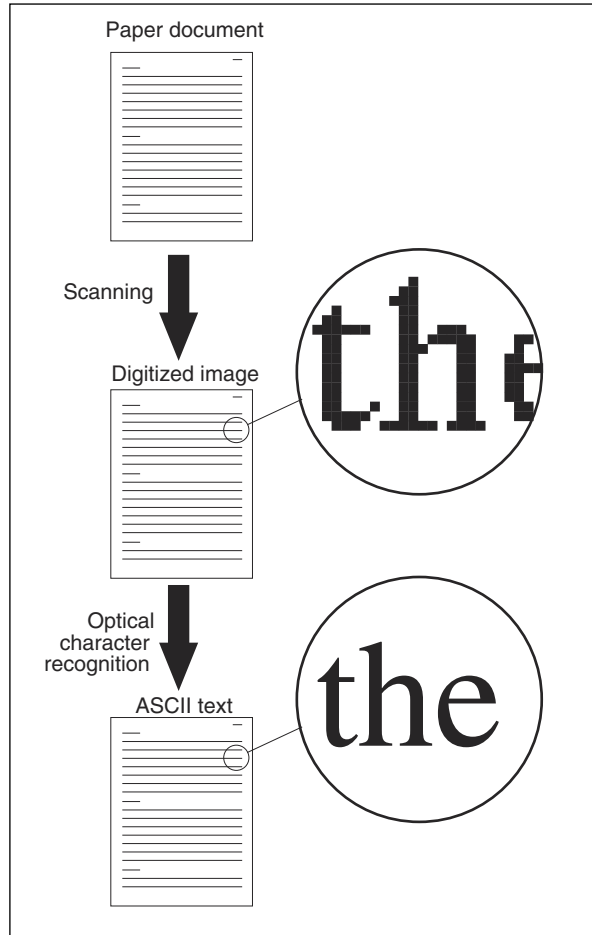 Paper document
Scanning
Digitized image
the
Optical
character
recognition
ASCII text
the